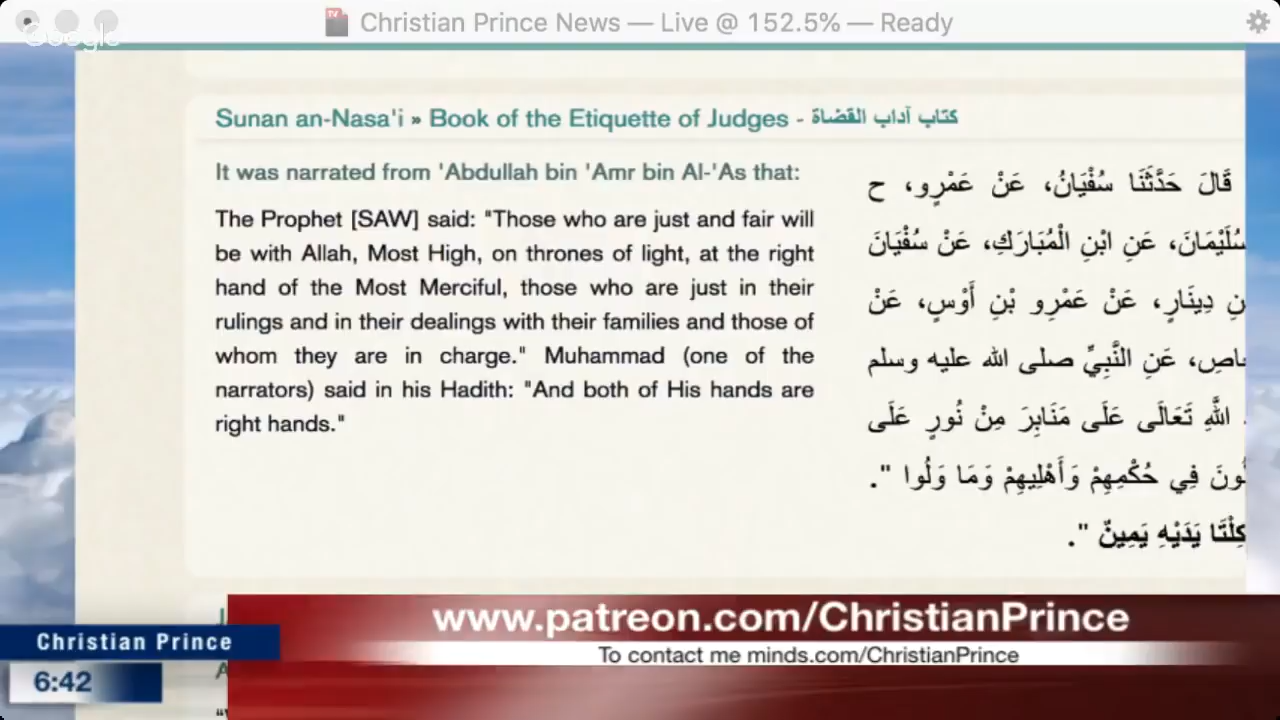 Christian Prince News — Live @ 152.5% — Ready
Google
Sunan an-Nasa'i » Book of the Etiquette of Judges - كتاب آداب القضاة
It was narrated from 'Abdullah bin 'Amr bin Al-'As that:
The Prophet [SAW] said: "Those who are just and fair will
be with Allah, Most High, on thrones of light, at the right
hand of the Most Merciful, those who are just in their
rulings and in their dealings with their families and those of
whom they are in charge." Muhammad (one of the
narrators) said in his Hadith: "And both of His hands are
right hands."
قَالَ حَدَّثَنَا سُفْيَانُ، عَنْ عَمْرٍو، ح
سُلَيْمَانَ، عَنِ ابْنِ الْمُبَارَكِ، عَنْ سُفْيَانَ
دِينَارٍ، عَنْ عَمْرِو بْنِ أَوْسٍ، عَنْ
عَنِ النَّبِيِّ صلى الله عليه وسلم
اللَّهِ تَعَالَى عَلَى مَنَابِرَ مِنْ نُورٍ عَلَى
فِي حُكْمِهِمْ وَأَهْلِيهِمْ وَمَا وَلُوا ".
كِلْتَا يَدَيْهِ يَمِينٌ ".
www.patreon.com/ChristianPrince
To contact me minds.com/ChristianPrince
Christian Prince
6:42